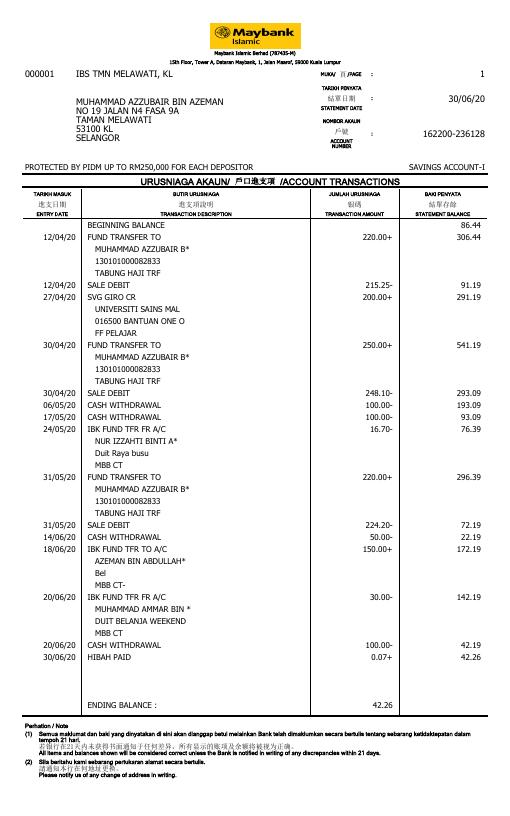 Maybank
Islamic
Maybank Islamic Berhad (787435-M)
15th Floor, Tower A, Dataran Maybank, 1, Jalan Maarof, 59000 Kuala Lumpur
000001 IBS TMN MELAWATI, KL MUKA/ 頁 /PAGE : 1
TARIKH PENYATA
結單日期 : 30/06/20
STATEMENT DATE
MUHAMMAD AZZUBAIR BIN AZEMAN
NO 19 JALAN N4 FASA 9A
TAMAN MELAWATI
53100 KL
SELANGOR
NOMBOR AKAUN
戶號 : 162200-236128
ACCOUNT
NUMBER
PROTECTED BY PIDM UP TO RM250,000 FOR EACH DEPOSITOR SAVINGS ACCOUNT-I
URUSNIAGA AKAUN/ 戶口進支項 /ACCOUNT TRANSACTIONS
TARIKH MASUK BUTIR URUSNIAGA JUMLAH URUSNIAGA BAKI PENYATA
進支日期 進支項說明 銀碼 結單存餘
ENTRY DATE TRANSACTION DESCRIPTION TRANSACTION AMOUNT STATEMENT BALANCE
BEGINNING BALANCE 86.44
12/04/20 FUND TRANSFER TO 220.00+ 306.44
MUHAMMAD AZZUBAIR B*
130101000082833
TABUNG HAJI TRF
12/04/20 SALE DEBIT 215.25- 91.19
27/04/20 SVG GIRO CR 200.00+ 291.19
UNIVERSITI SAINS MAL
016500 BANTUAN ONE O
FF PELAJAR
30/04/20 FUND TRANSFER TO 250.00+ 541.19
MUHAMMAD AZZUBAIR B*
130101000082833
TABUNG HAJI TRF
30/04/20 SALE DEBIT 248.10- 293.09
06/05/20 CASH WITHDRAWAL 100.00- 193.09
17/05/20 CASH WITHDRAWAL 100.00- 93.09
24/05/20 IBK FUND TFR FR A/C 16.70- 76.39
NUR IZZAHTI BINTI A*
Duit Raya busu
MBB CT
31/05/20 FUND TRANSFER TO 220.00+ 296.39
MUHAMMAD AZZUBAIR B*
130101000082833
TABUNG HAJI TRF
31/05/20 SALE DEBIT 224.20- 72.19
14/06/20 CASH WITHDRAWAL 50.00- 22.19
18/06/20 IBK FUND TFR TO A/C 150.00+ 172.19
AZEMAN BIN ABDULLAH*
Bel
MBB CT-
20/06/20 IBK FUND TFR FR A/C 30.00- 142.19
MUHAMMAD AMMAR BIN *
DUIT BELANJA WEEKEND
MBB CT
20/06/20 CASH WITHDRAWAL 100.00- 42.19
30/06/20 HIBAH PAID 0.07+ 42.26
ENDING BALANCE : 42.26
Perhation / Note
(1) Semua maklumat dan baki yang dinyatakan di sini akan dianggap betul melainkan Bank telah dimaklumkan secara bertulis tentang sebarang ketidaktepatan dalam
tempoh 21 hari.
若银行在21天内未获得书面通知于任何差异，所有显示的账项及金额将被视为正确。
All items and balances shown will be considered correct unless the Bank is notified in writing of any discrepancies within 21 days.
(2) Sila beritahu kami sebarang pertukaran alamat secara bertulis.
請通知本行在何地址更換。
Please notify us of any change of address in writing.